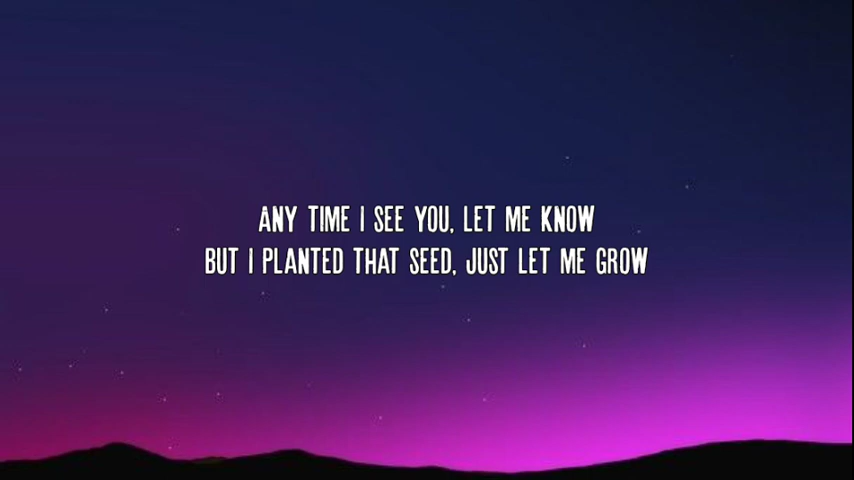 ANY TIME I SEE YOU, LET ME KNOW
BUT I PLANTED THAT SEED, JUST LET ME GROW